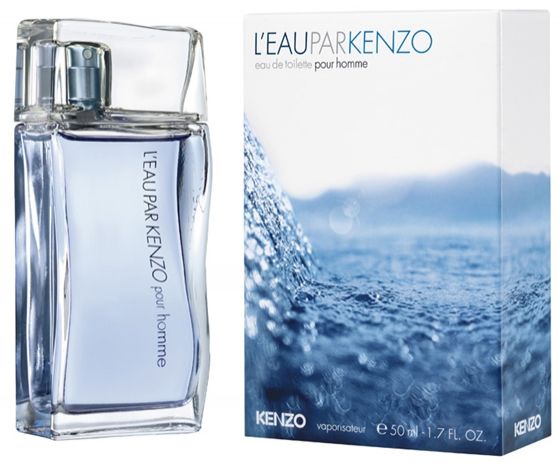 L'EAU PAR KENZO pour homme
L'EAUPARKENZO
eau de toilette pour homme
KENZO
vaporisateur e 50 ml - 1.7 FL. OZ.
KENZO